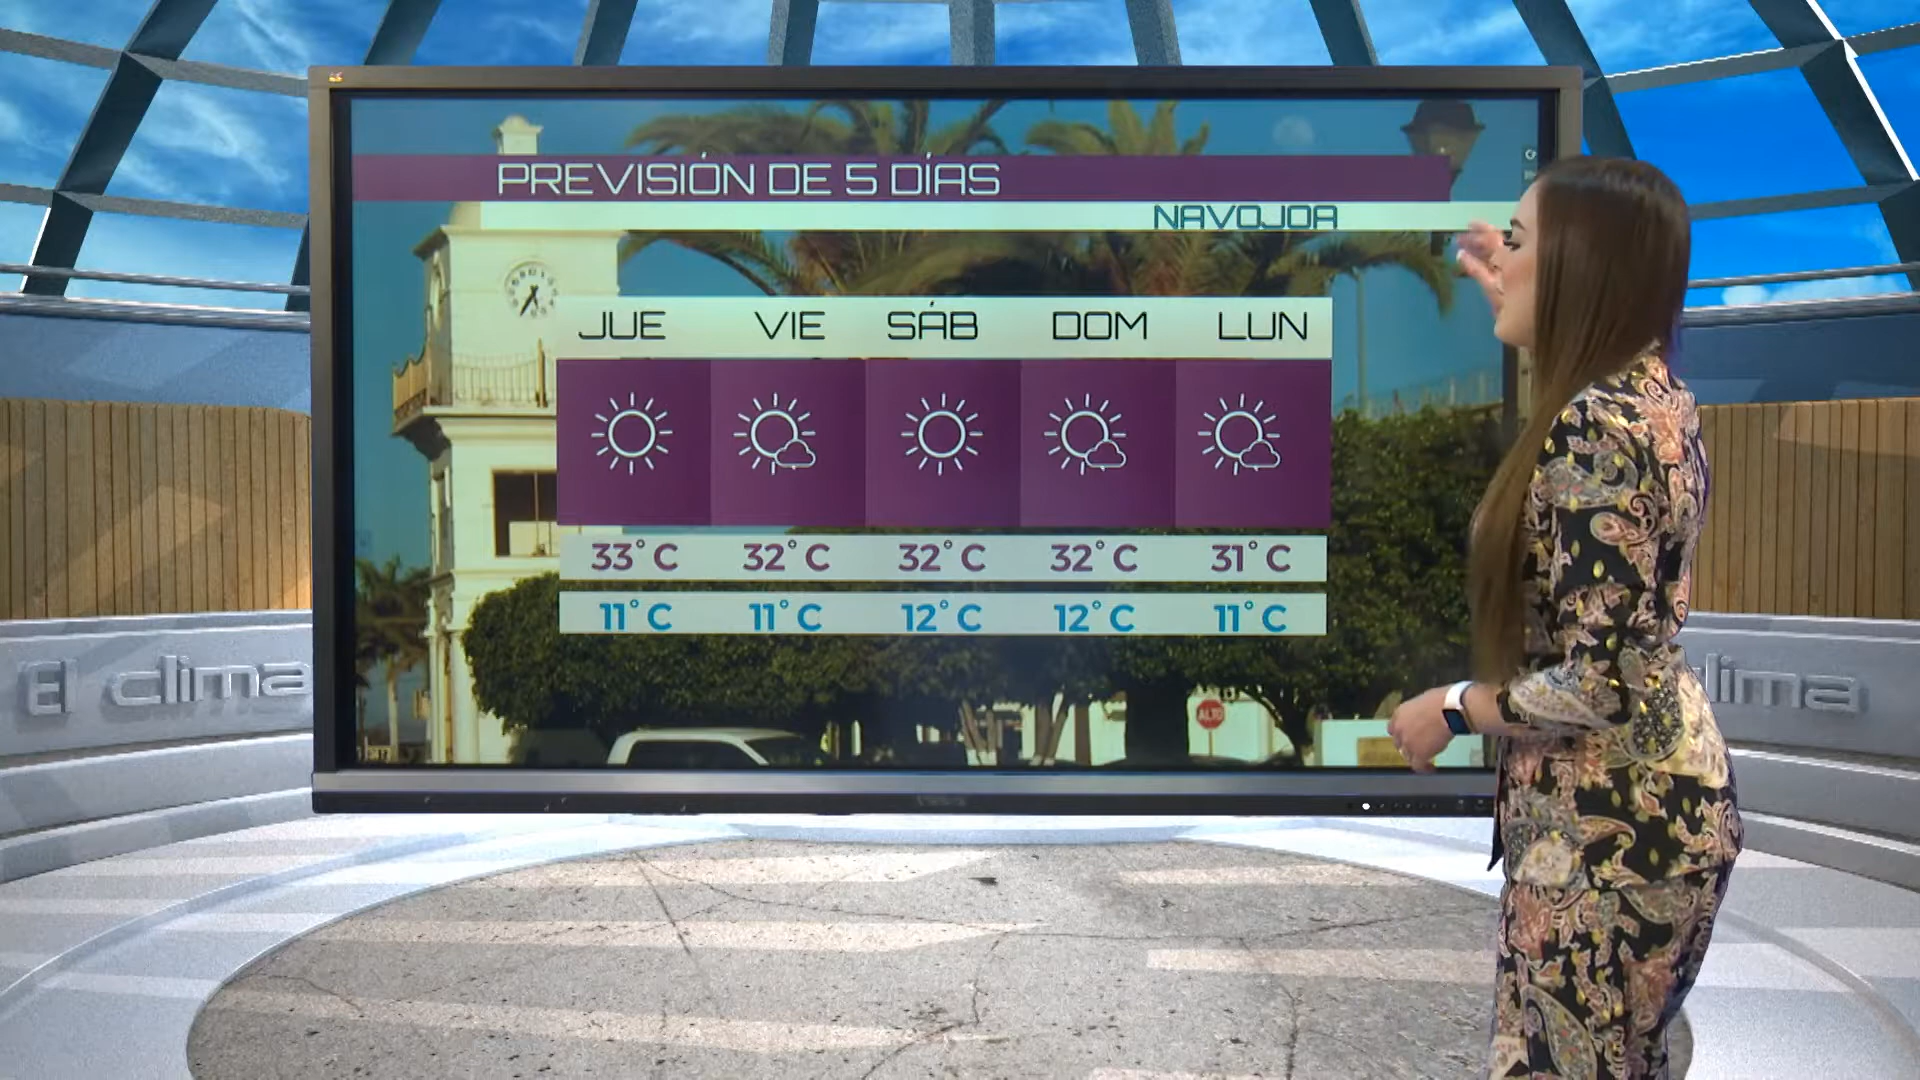 PREVISIÓN DE 5 DÍAS
NAVOJOA
JUE VIE SÁB DOM LUN
33°C 32°C 32°C 32°C 31°C
11°C 11°C 12°C 12°C 11°C
ALTO
El clima
lima